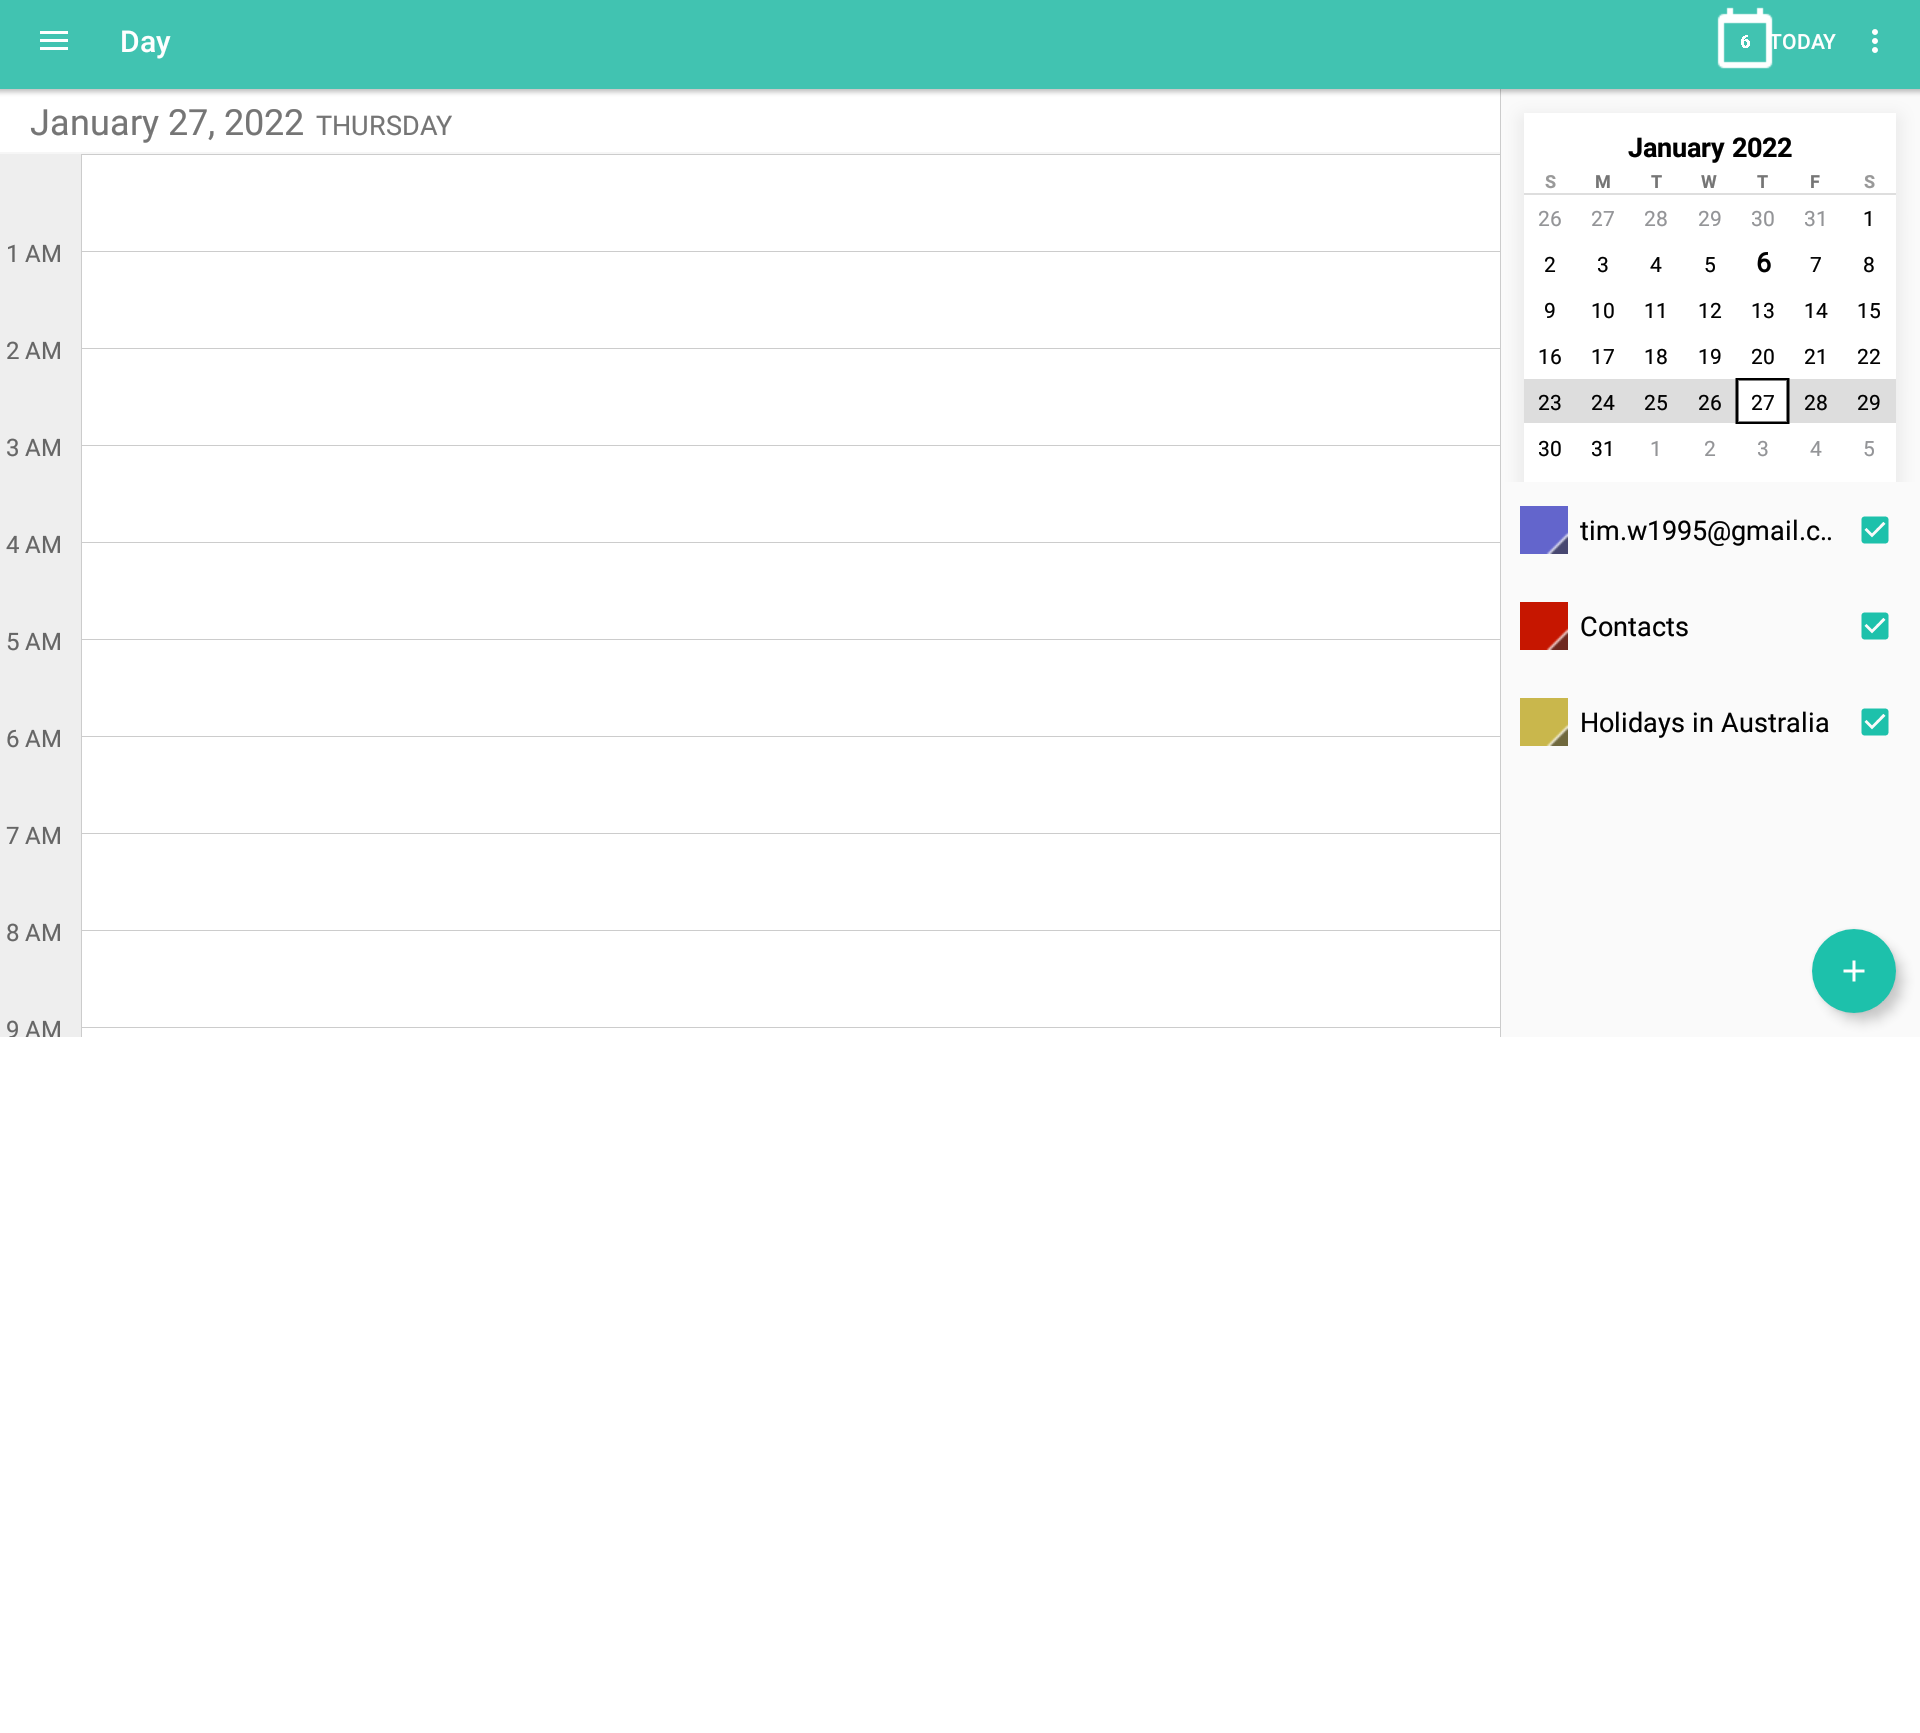 Day
6 TODAY
January 27, 2022 THURSDAY
1 AM
2 AM
3 AM
4 AM
5 AM
6 AM
7 AM
8 AM
9 AM
January 2022
S M T W T F S
26 27 28 29 30 31 1
2 3 4 5 6 7 8
9 10 11 12 13 14 15
16 17 18 19 20 21 22
23 24 25 26 27 28 29
30 31 1 2 3 4 5
tim.w1995@gmail.c..
Contacts
Holidays in Australia